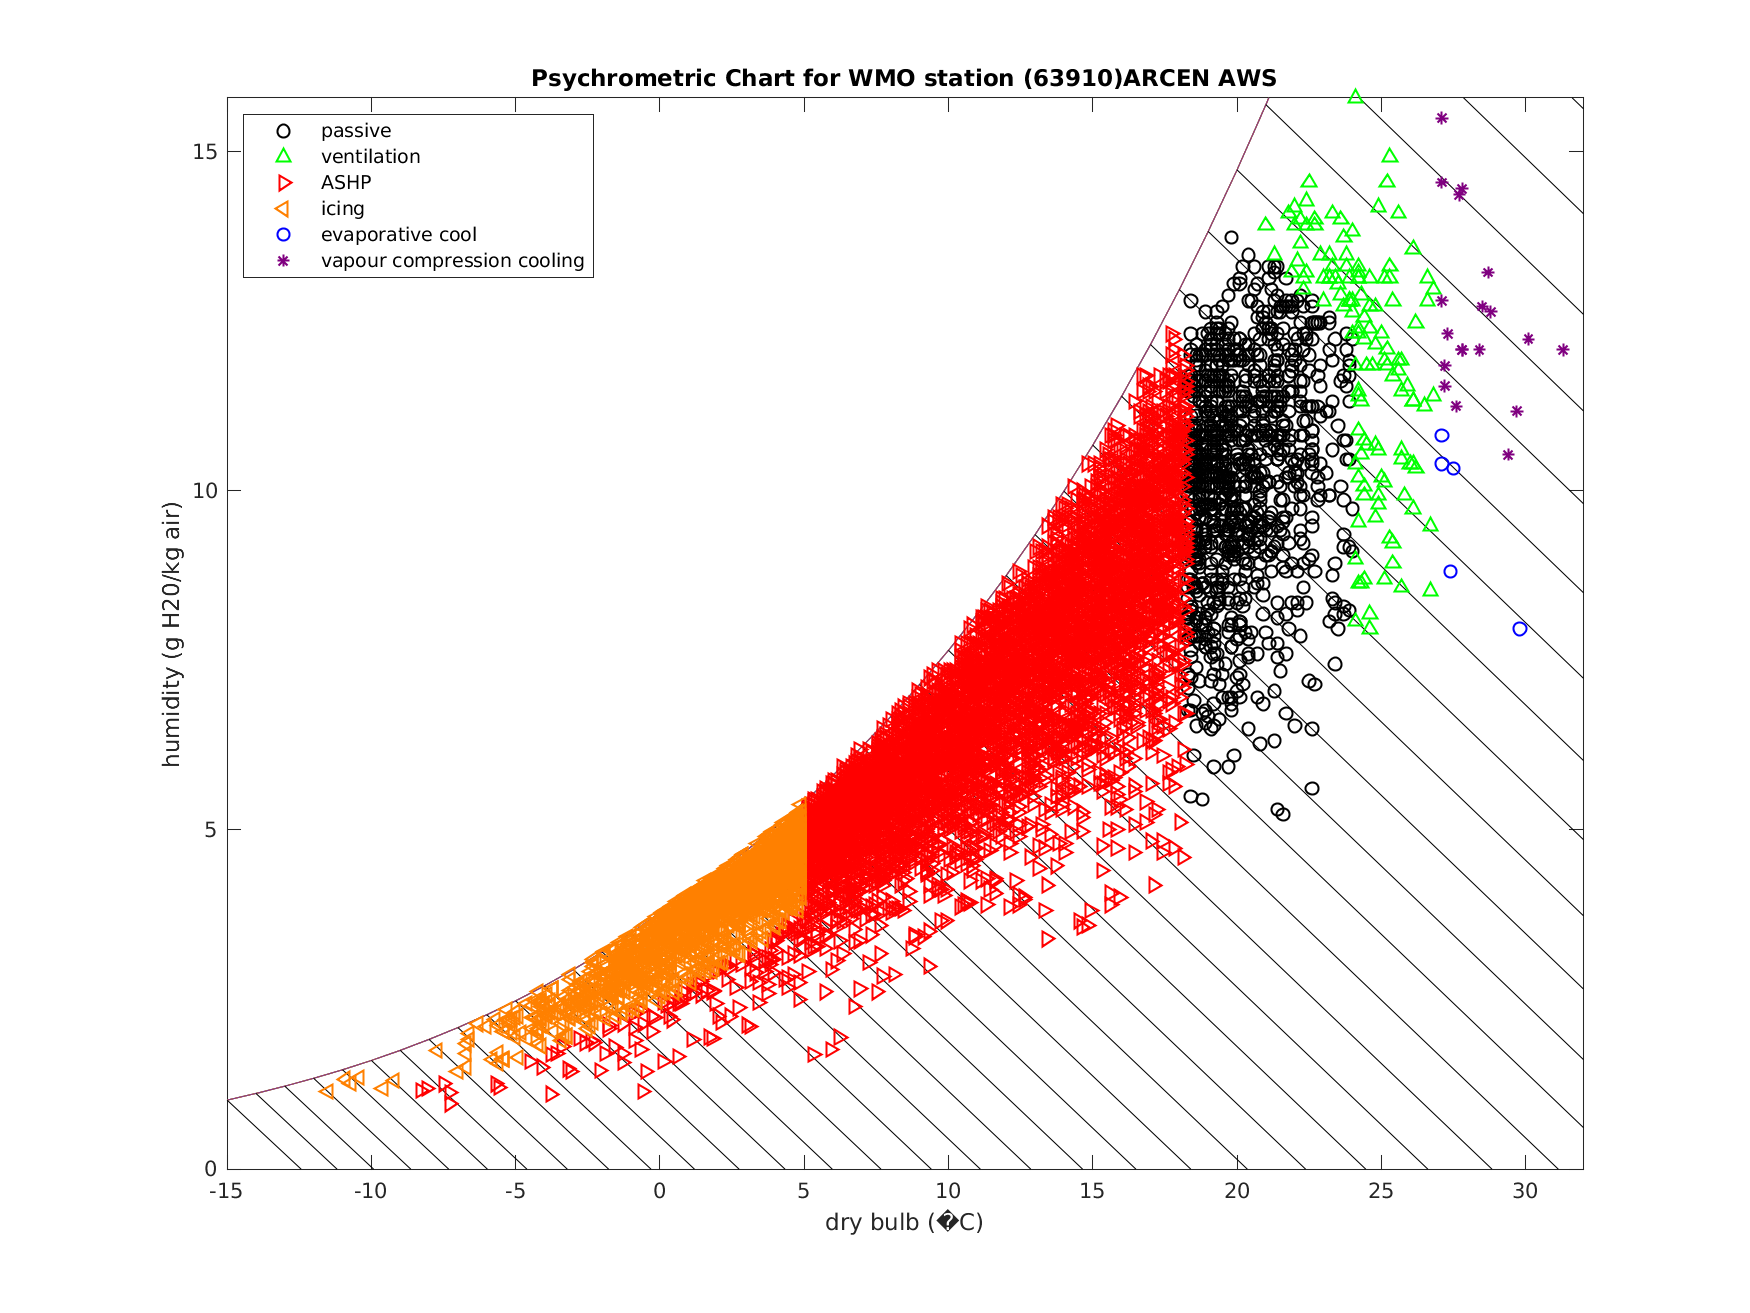 Psychrometric Chart for WMO station (63910)ARCEN AWS
passive
ventilation
ASHP
icing
evaporative cool
vapour compression cooling
15
10
5
0
humidity (g H20/kg air)
-15 -10 -5 0 5 10 15 20 25 30
dry bulb (�C)